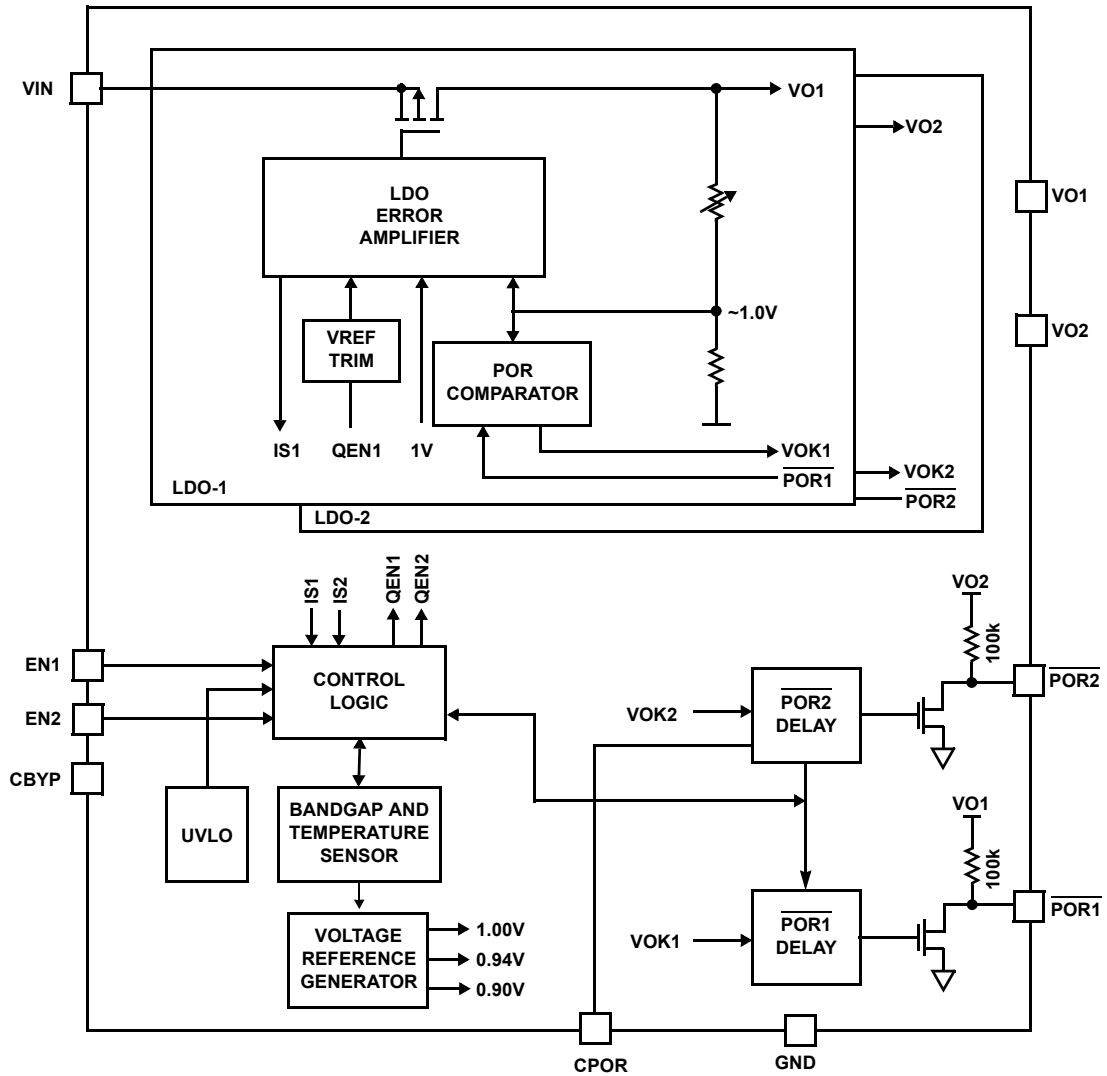 VIN
VO1
VO2
LDO
ERROR
AMPLIFIER
VO1
~1.0V
VO2
VREF
TRIM
POR
COMPARATOR
IS1
QEN1
1V
VOK1
POR1
VOK2
POR2
LDO-1
LDO-2
IS1
IS2
QEN1
QEN2
VO2
100k
EN1
CONTROL
LOGIC
POR2
EN2
VOK2
POR2
DELAY
CBYP
UVLO
BANDGAP AND
TEMPERATURE
SENSOR
VO1
100k
VOLTAGE
REFERENCE
GENERATOR
1.00V
0.94V
0.90V
VOK1
POR1
DELAY
POR1
CPOR
GND